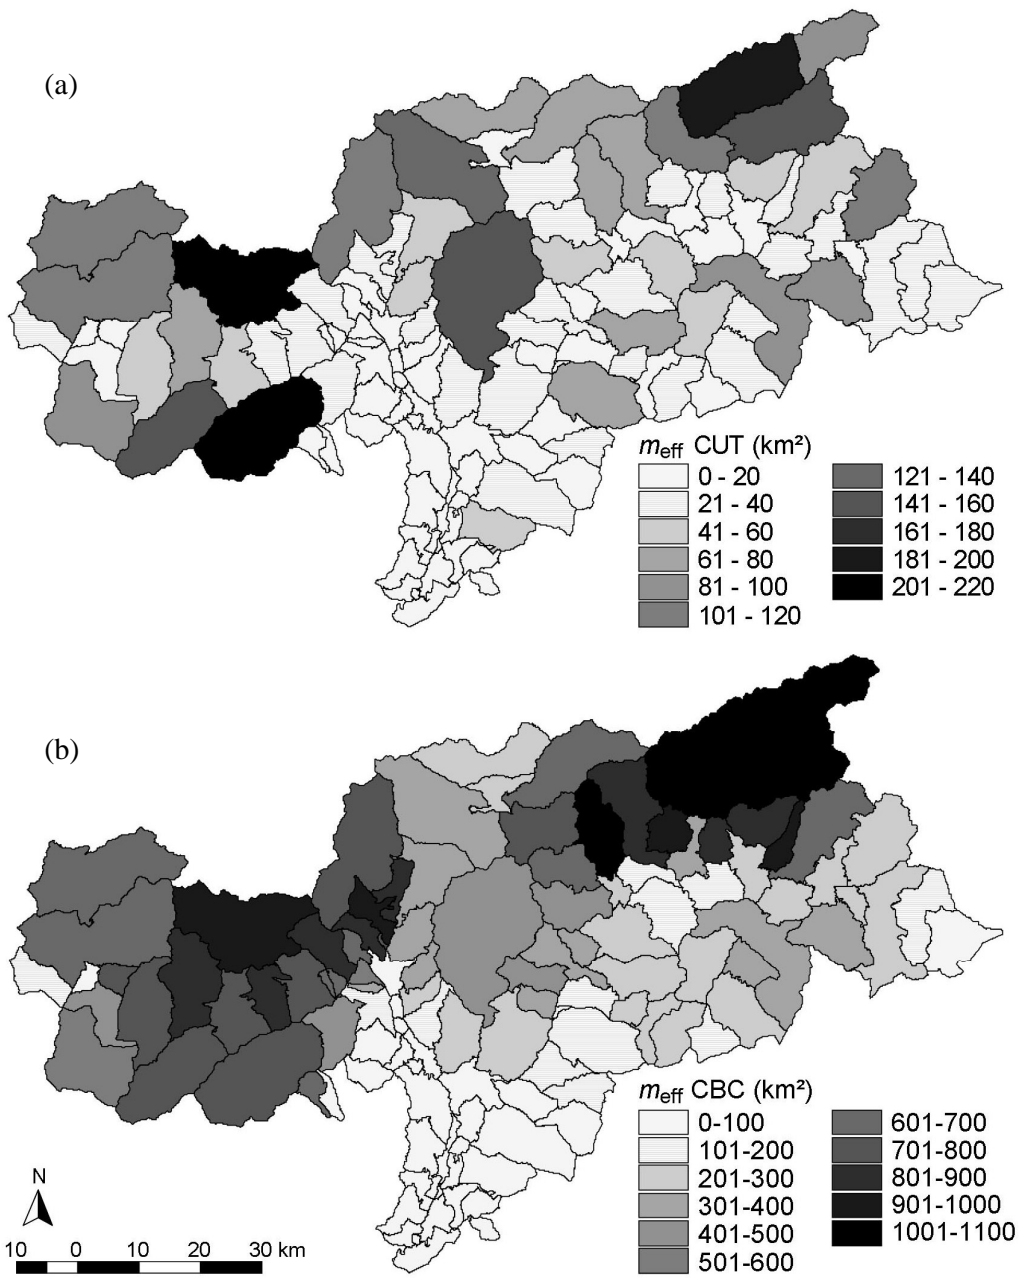 (a)
m eff CUT (km²)
0 - 20
21 - 40
41 - 60
61 - 80
81 - 100
101 - 120
121 - 140
141 - 160
161 - 180
181 - 200
201 - 220
(b)
m eff CBC (km²)
0-100
101-200
201-300
301-400
401-500
501-600
601-700
701-800
801-900
901-1000
1001-1100
N
10 0 10 20 30 km